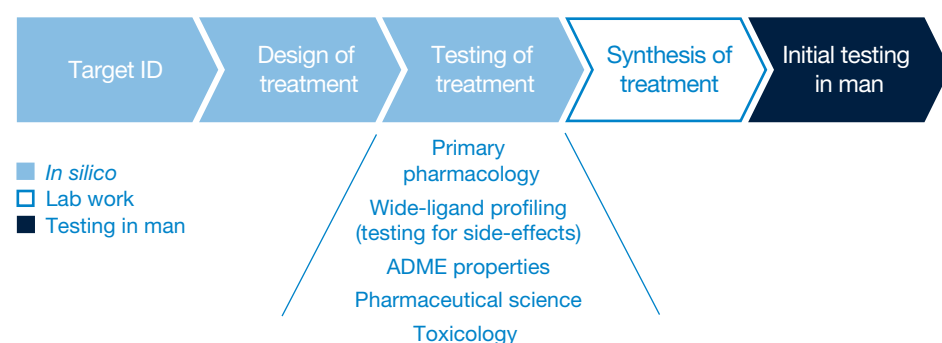 Target ID
Design of
treatment
Testing of
treatment
Synthesis of
treatment
Initial testing
in man
In silico
Lab work
Testing in man
Primary
pharmacology
Wide-ligand profiling
(testing for side-effects)
ADME properties
Pharmaceutical science
Toxicology